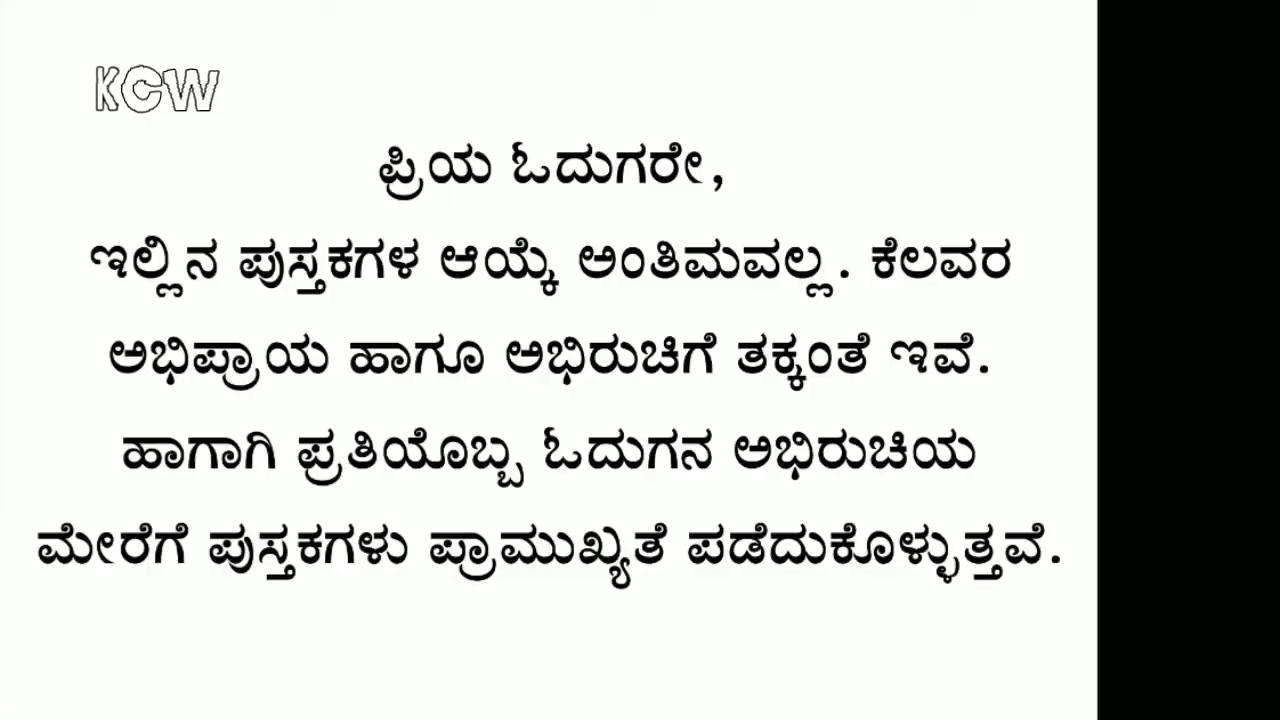 KCW
ಪ್ರಿಯ ಓದುಗರೇ,
ಇಲ್ಲಿನ ಪುಸ್ತಕಗಳ ಆಯ್ಕೆ ಅಂತಿಮವಲ್ಲ. ಕೆಲವರ
ಅಭಿಪ್ರಾಯ ಹಾಗೂ ಅಭಿರುಚಿಗೆ ತಕ್ಕಂತೆ ಇವೆ.
ಹಾಗಾಗಿ ಪ್ರತಿಯೊಬ್ಬ ಓದುಗನ ಅಭಿರುಚಿಯ
ಮೇರೆಗೆ ಪುಸ್ತಕಗಳು ಪ್ರಾಮುಖ್ಯತೆ ಪಡೆದುಕೊಳ್ಳುತ್ತವೆ.